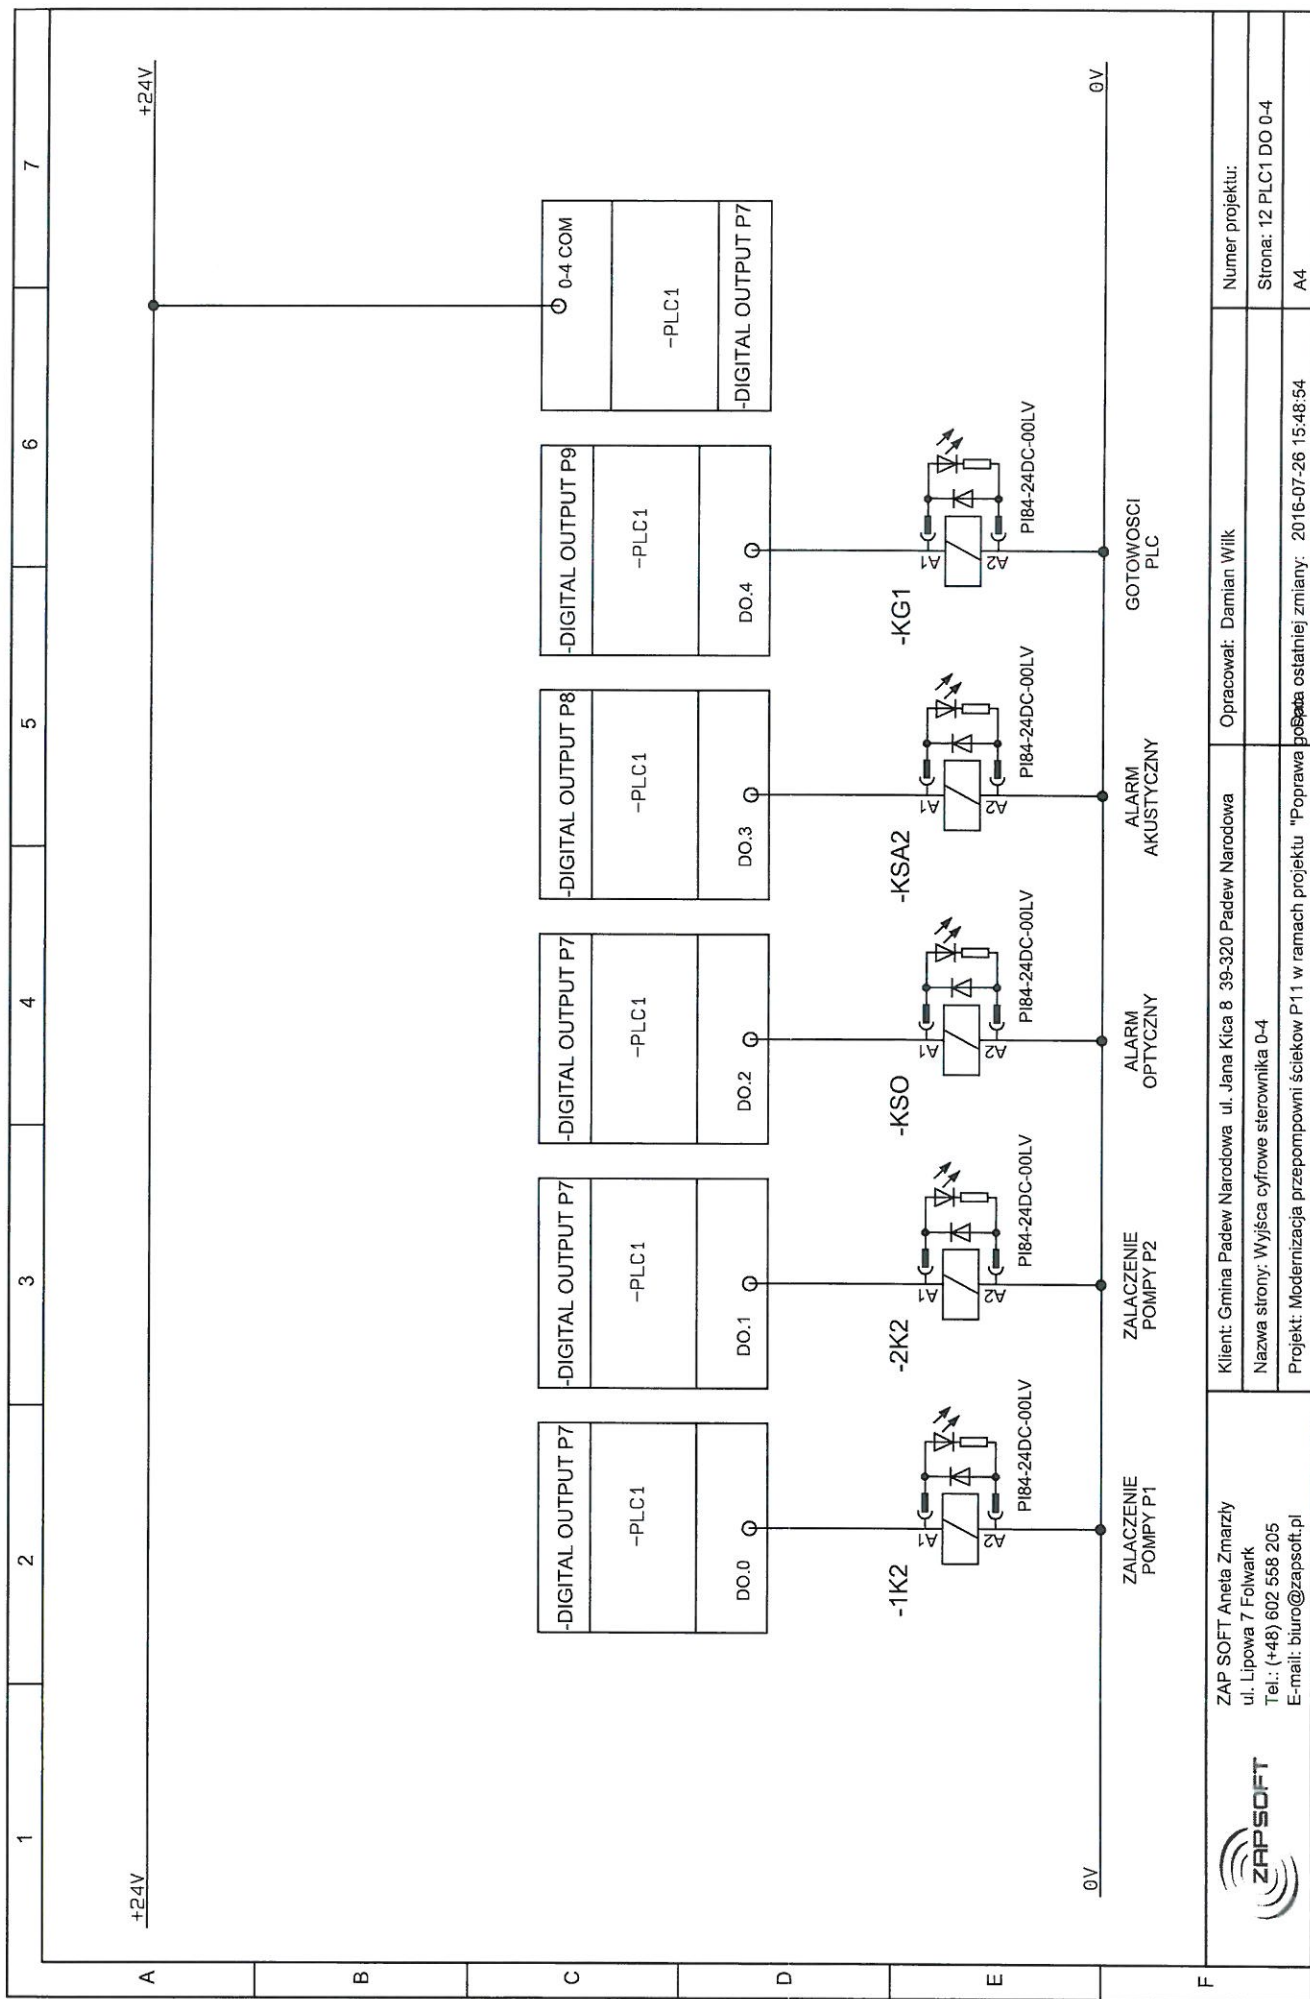 1
2
3
4
5
6
7
A
B
C
D
E
F
+24V
+24V
-DIGITAL OUTPUT P7
-PLC1
DO.0
-DIGITAL OUTPUT P7
-PLC1
DO.1
-DIGITAL OUTPUT P7
-PLC1
DO.2
-DIGITAL OUTPUT P8
-PLC1
DO.3
-DIGITAL OUTPUT P9
-PLC1
DO.4
0-4 COM
-PLC1
-DIGITAL OUTPUT P7
-1K2
A1
A2
PI84-24DC-00LV
-2K2
A1
A2
PI84-24DC-00LV
-KSO
A1
A2
PI84-24DC-00LV
-KSA2
A1
A2
PI84-24DC-00LV
-KG1
A1
A2
PI84-24DC-00LV
0V
0V
ZALACZENIE
POMPY P1
ZALACZENIE
POMPY P2
ALARM
OPTYCZNY
ALARM
AKUSTYCZNY
GOTOWOSCI
PLC
ZAPSOFT
ZAP SOFT Aneta Zmarzły
ul. Lipowa 7 Folwark
Tel.: (+48) 602 558 205
E-mail: biuro@zapsoft.pl
Klient: Gmina Padew Narodowa ul. Jana Kica 8 39-320 Padew Narodowa
Opracował: Damian Wilk
Numer projektu:
Nazwa strony: Wyjśca cyfrowe sterownika 0-4
Strona: 12 PLC1 DO 0-4
Projekt: Modernizacja przepompowni ściekow P11 w ramach projektu "Poprawa
ostatniej zmiany: 2016-07-26 15:48:54
A4